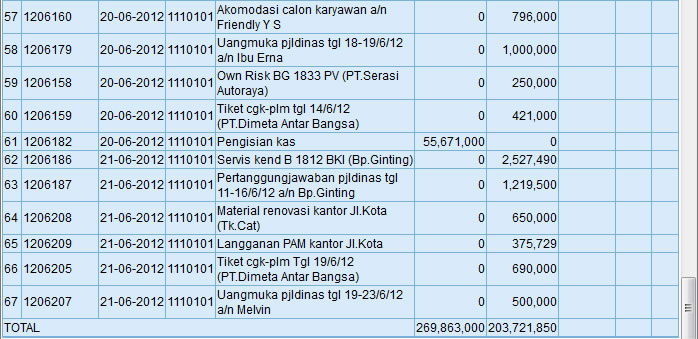 57 1206160 20-06-2012 1110101 Akomodasi calon karyawan a/n 0 796,000
Friendly Y S
58 1206179 20-06-2012 1110101 Uangmuka pjldinas tgl 18-19/6/12 0 1,000,000
a/n Ibu Erna
59 1206158 20-06-2012 1110101 Own Risk BG 1833 PV (PT.Serasi 0 250,000
Autoraya)
60 1206159 20-06-2012 1110101 Tiket cgk-plm tgl 14/6/12 0 421,000
(PT.Dimeta Antar Bangsa)
61 1206182 20-06-2012 1110101 Pengisian kas 55,671,000 0
62 1206186 21-06-2012 1110101 Servis kend B 1812 BKI (Bp.Ginting) 0 2,527,490
63 1206187 21-06-2012 1110101 Pertanggungjawaban pjldinas tgl 0 1,219,500
11-16/6/12 a/n Bp.Ginting
64 1206208 21-06-2012 1110101 Material renovasi kantor Jl.Kota 0 650,000
(Tk.Cat)
65 1206209 21-06-2012 1110101 Langganan PAM kantor Jl.Kota 0 375,729
66 1206205 21-06-2012 1110101 Tiket cgk-plm Tgl 19/6/12 0 690,000
(PT.Dimeta Antar Bangsa)
67 1206207 21-06-2012 1110101 Uangmuka pjldinas tgl 19-23/6/12 0 500,000
a/n Melvin
TOTAL 269,863,000 203,721,850